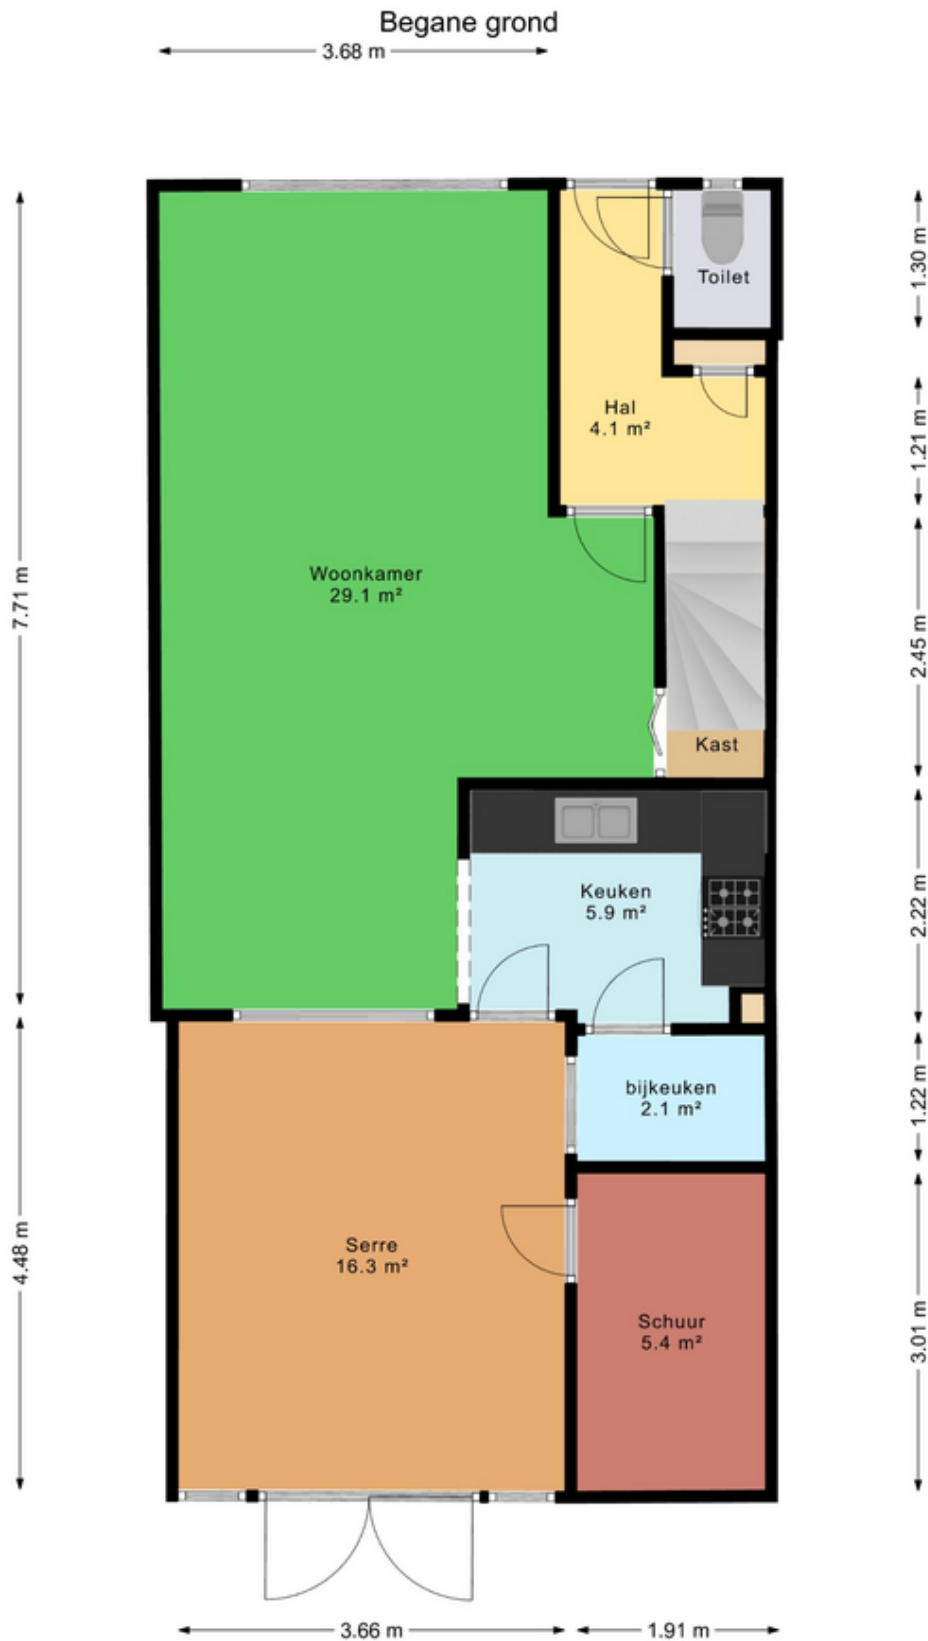 Begane grond
3.68 m
1.30 m
Toilet
Hal
4.1 m²
1.21 m
Woonkamer
29.1 m²
7.71 m
2.45 m
Kast
Keuken
5.9 m²
2.22 m
bijkeuken
2.1 m²
1.22 m
Serre
16.3 m²
4.48 m
Schuur
5.4 m²
3.01 m
3.66 m
1.91 m